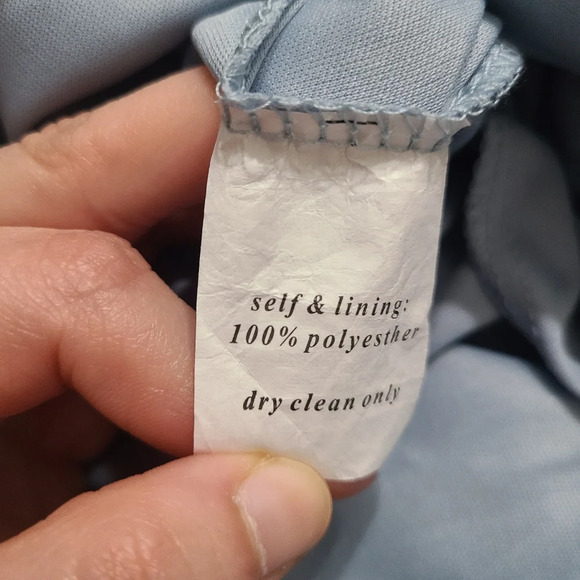 self & lining:
100% polyesther
dry clean only